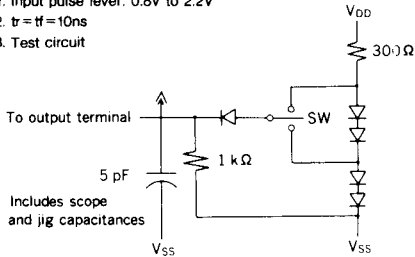 1. Input pulse level: 0.8V to 2.2V
2. tr=tf=10ns
3. Test circuit
VDD
300Ω
To output terminal
SW
1 kΩ
5 pF
Includes scope
and jig capacitances
VSS
VSS